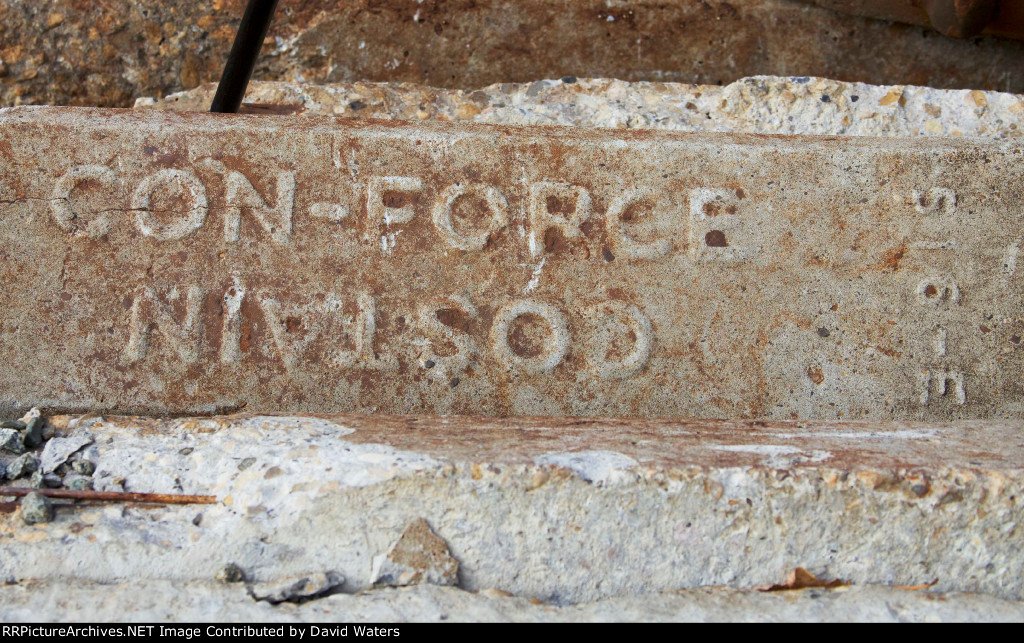 CON-FORCE
COSTAIN
RRPictureArchives.NET Image Contributed by David Waters